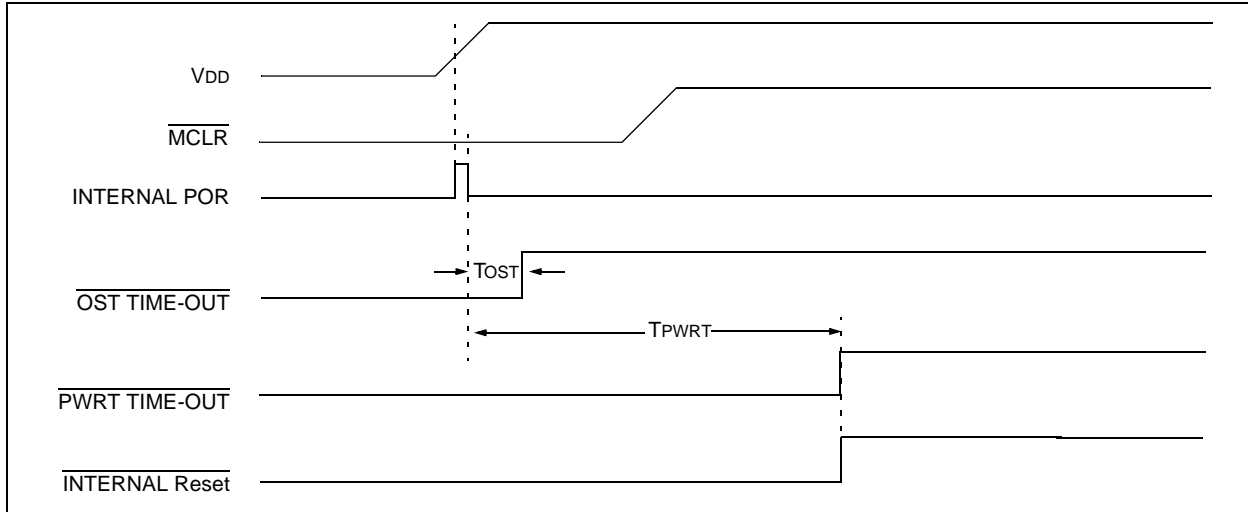 VDD
MCLR
INTERNAL POR
TOST
OST TIME-OUT
TPWRT
PWRT TIME-OUT
INTERNAL Reset